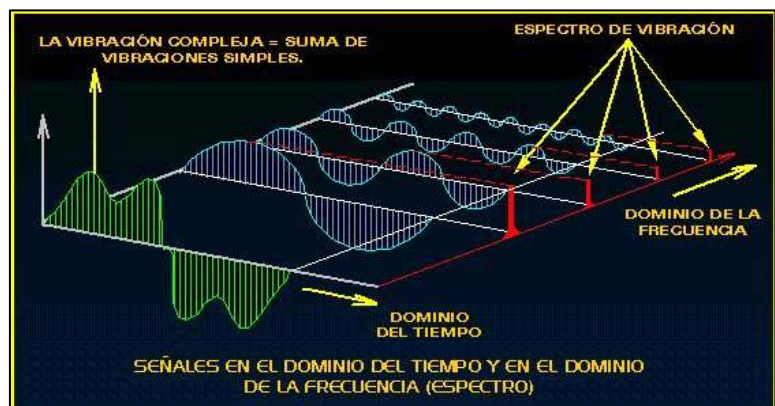 LA VIBRACIÓN COMPLEJA = SUMA DE
VIBRACIONES SIMPLES.
ESPECTRO DE VIBRACIÓN
DOMINIO DE LA
FRECUENCIA
DOMINIO
DEL TIEMPO
SEÑALES EN EL DOMINIO DEL TIEMPO Y EN EL DOMINIO
DE LA FRECUENCIA (ESPECTRO)